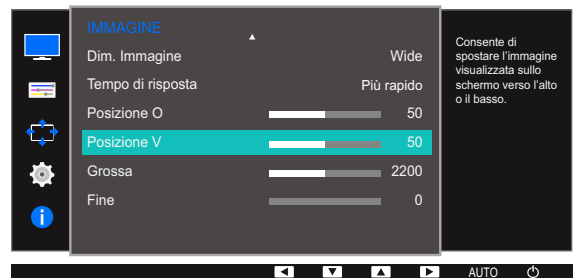 IMMAGINE
Dim. Immagine Wide
Tempo di risposta Più rapido
Posizione O 50
Posizione V 50
Grossa 2200
Fine 0
Consente di
spostare l'immagine
visualizzata sullo
schermo verso l'alto
o il basso.
AUTO